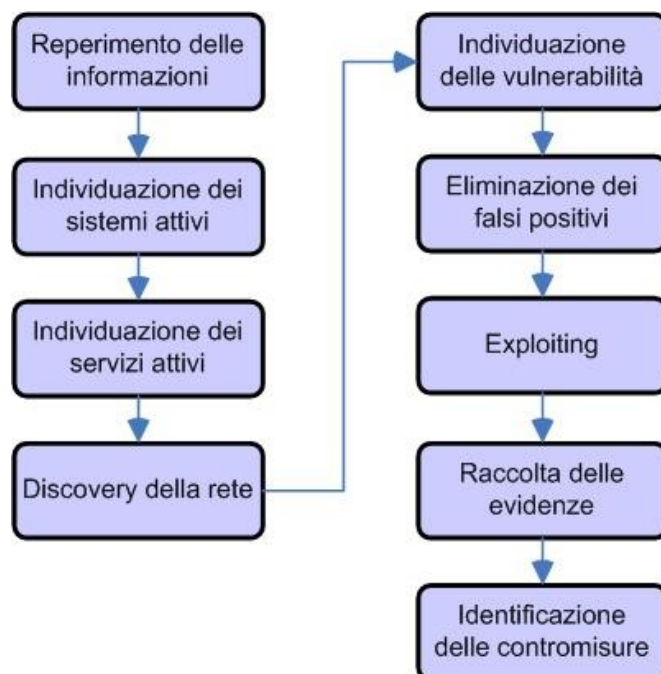 Reperimento delle
informazioni
Individuazione dei
sistemi attivi
Individuazione dei
servizi attivi
Discovery della rete
Individuazione
delle vulnerabilità
Eliminazione dei
falsi positivi
Exploiting
Raccolta delle
evidenze
Identificazione
delle contromisure